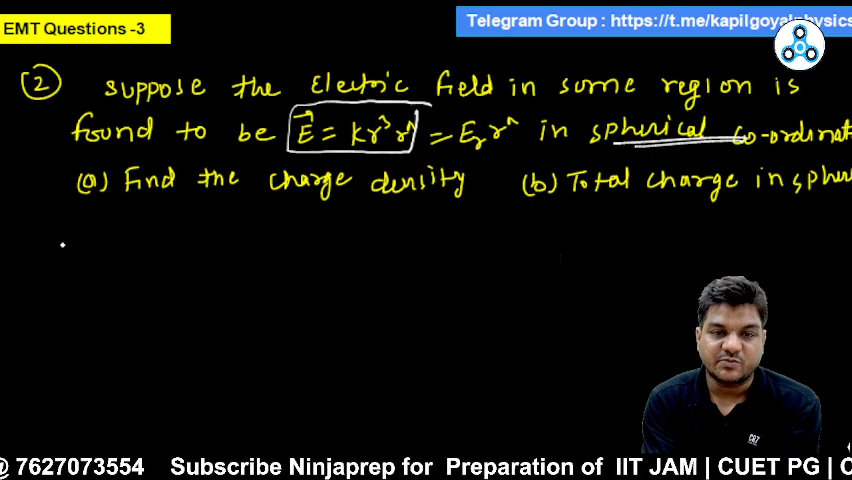 EMT Questions -3
Telegram Group : https://t.me/kapilgoyalphysics
(2) Suppose the Electric field in some region is
found to be E⃗ = kr³r̂ = Eᵣ r̂ in spherical co-ordinat
(a) Find the charge density (b) Total charge in spher
@ 7627073554 Subscribe Ninjaprep for Preparation of IIT JAM | CUET PG | C